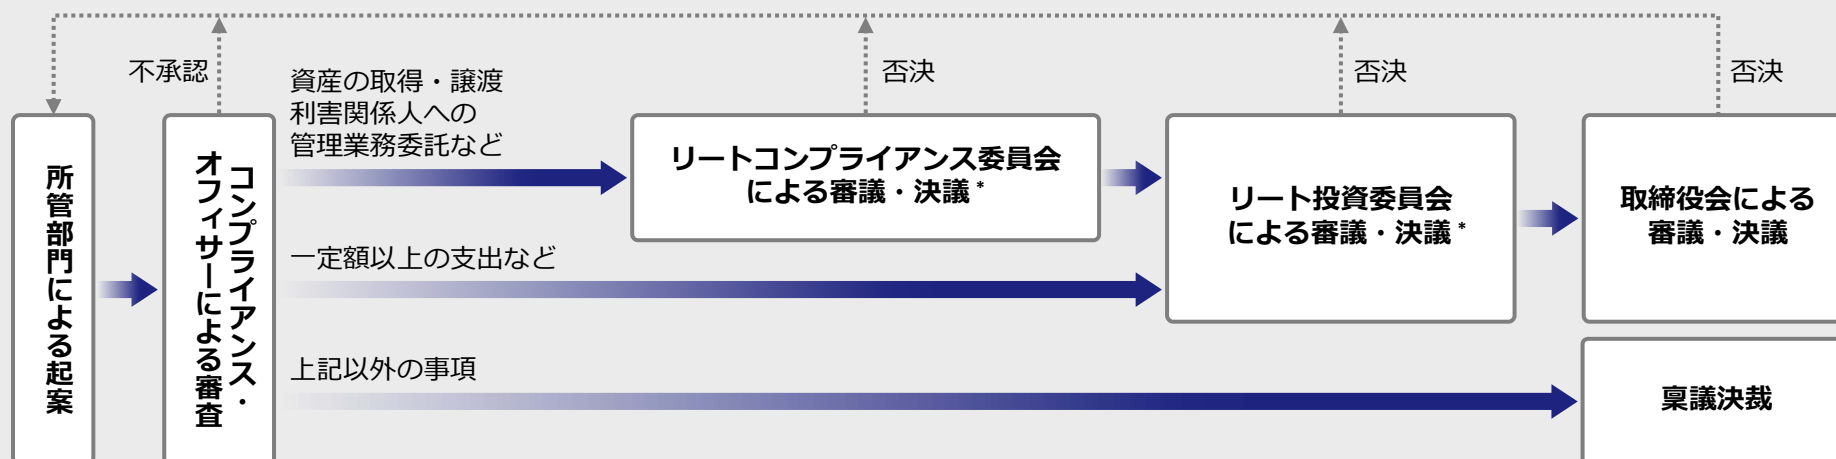 所管部門による起案
不承認
コンプライアンス・
オフィサーによる審査
資産の取得・譲渡
利害関係人への
管理業務委託など
否決
リートコンプライアンス委員会
による審議・決議*
否決
リート投資委員会
による審議・決議*
否決
取締役会による
審議・決議
一定額以上の支出など
上記以外の事項
稟議決裁